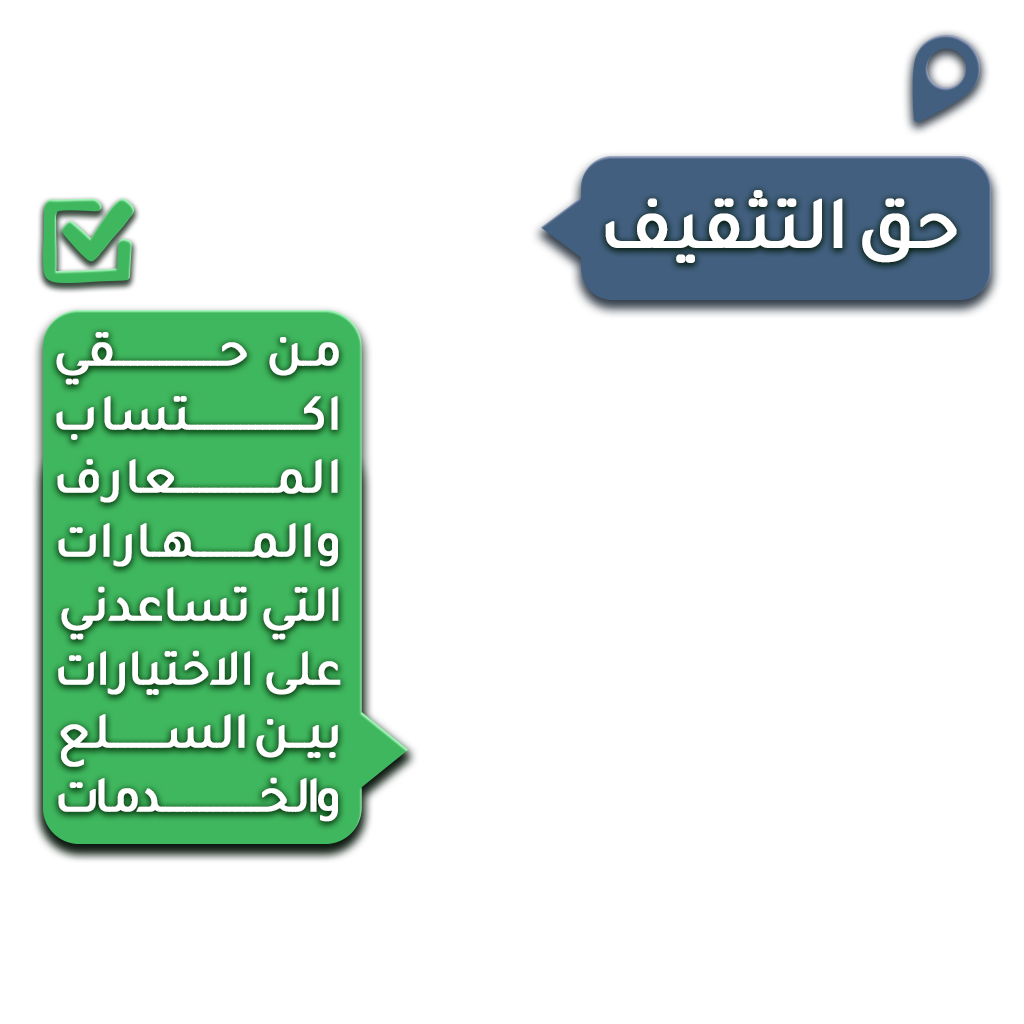 حق التثقيف
من حقي
اكتساب
المعارف
والمهارات
التي تساعدني
على الاختيارات
بين السلع
والخدمات